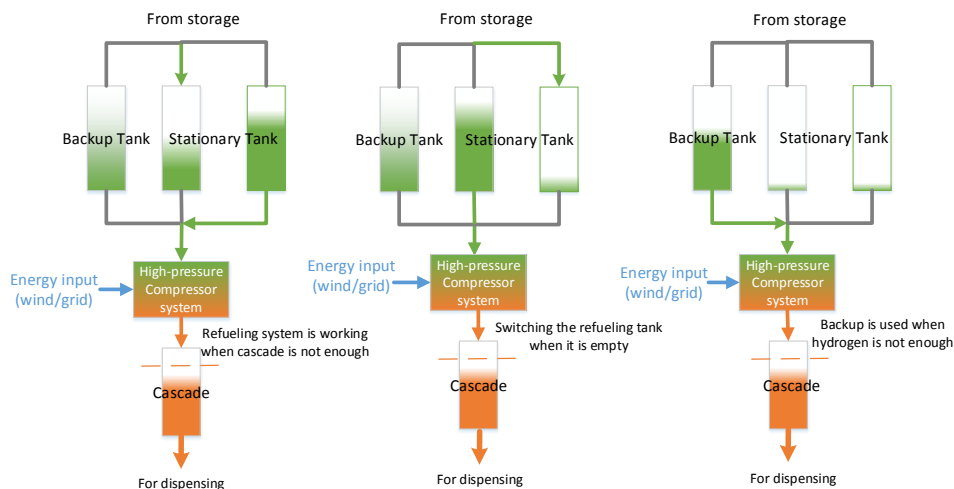 From storage
Backup Tank
Stationary Tank
Energy input
(wind/grid)
High-pressure
Compressor
system
Refueling system is working
when cascade is not enough
Cascade
For dispensing
From storage
Backup Tank
Stationary Tank
Energy input
(wind/grid)
High-pressure
Compressor
system
Switching the refueling tank
when it is empty
Cascade
For dispensing
From storage
Backup Tank
Stationary Tank
Energy input
(wind/grid)
High-pressure
Compressor
system
Backup is used when
hydrogen is not enough
Cascade
For dispensing